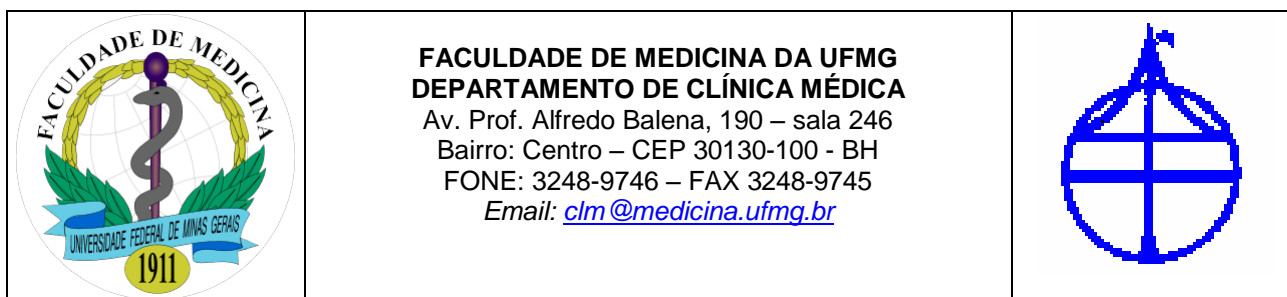 FACULDADE DE MEDICINA
UNIVERSIDADE FEDERAL DE MINAS GERAIS
1911
FACULDADE DE MEDICINA DA UFMG
DEPARTAMENTO DE CLÍNICA MÉDICA
Av. Prof. Alfredo Balena, 190 – sala 246
Bairro: Centro – CEP 30130-100 - BH
FONE: 3248-9746 – FAX 3248-9745
Email: clm@medicina.ufmg.br